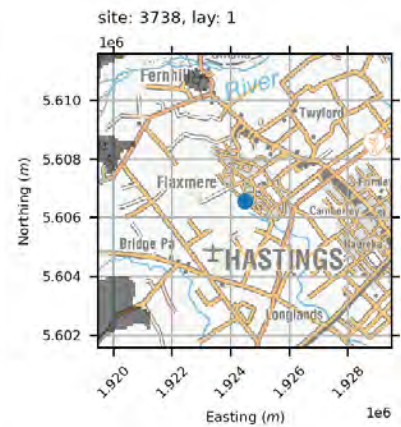 site: 3738, lay: 1
1e6
Fernhill
River
5.610
Twyford
5.608
Flaxmere
Northing (m)
5.606
Camberley
Bridge Pa
HASTINGS
5.604
Longlands
5.602
1.920
1.922
1.924
1.926
1.928
1e6
Easting (m)